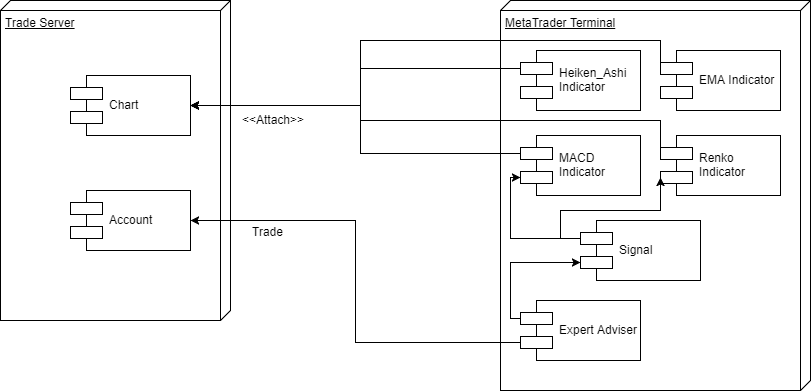 Trade Server
MetaTrader Terminal
Chart
<<Attach>>
Heiken_Ashi
Indicator
EMA Indicator
MACD
Indicator
Renko
Indicator
Account
Trade
Signal
Expert Adviser